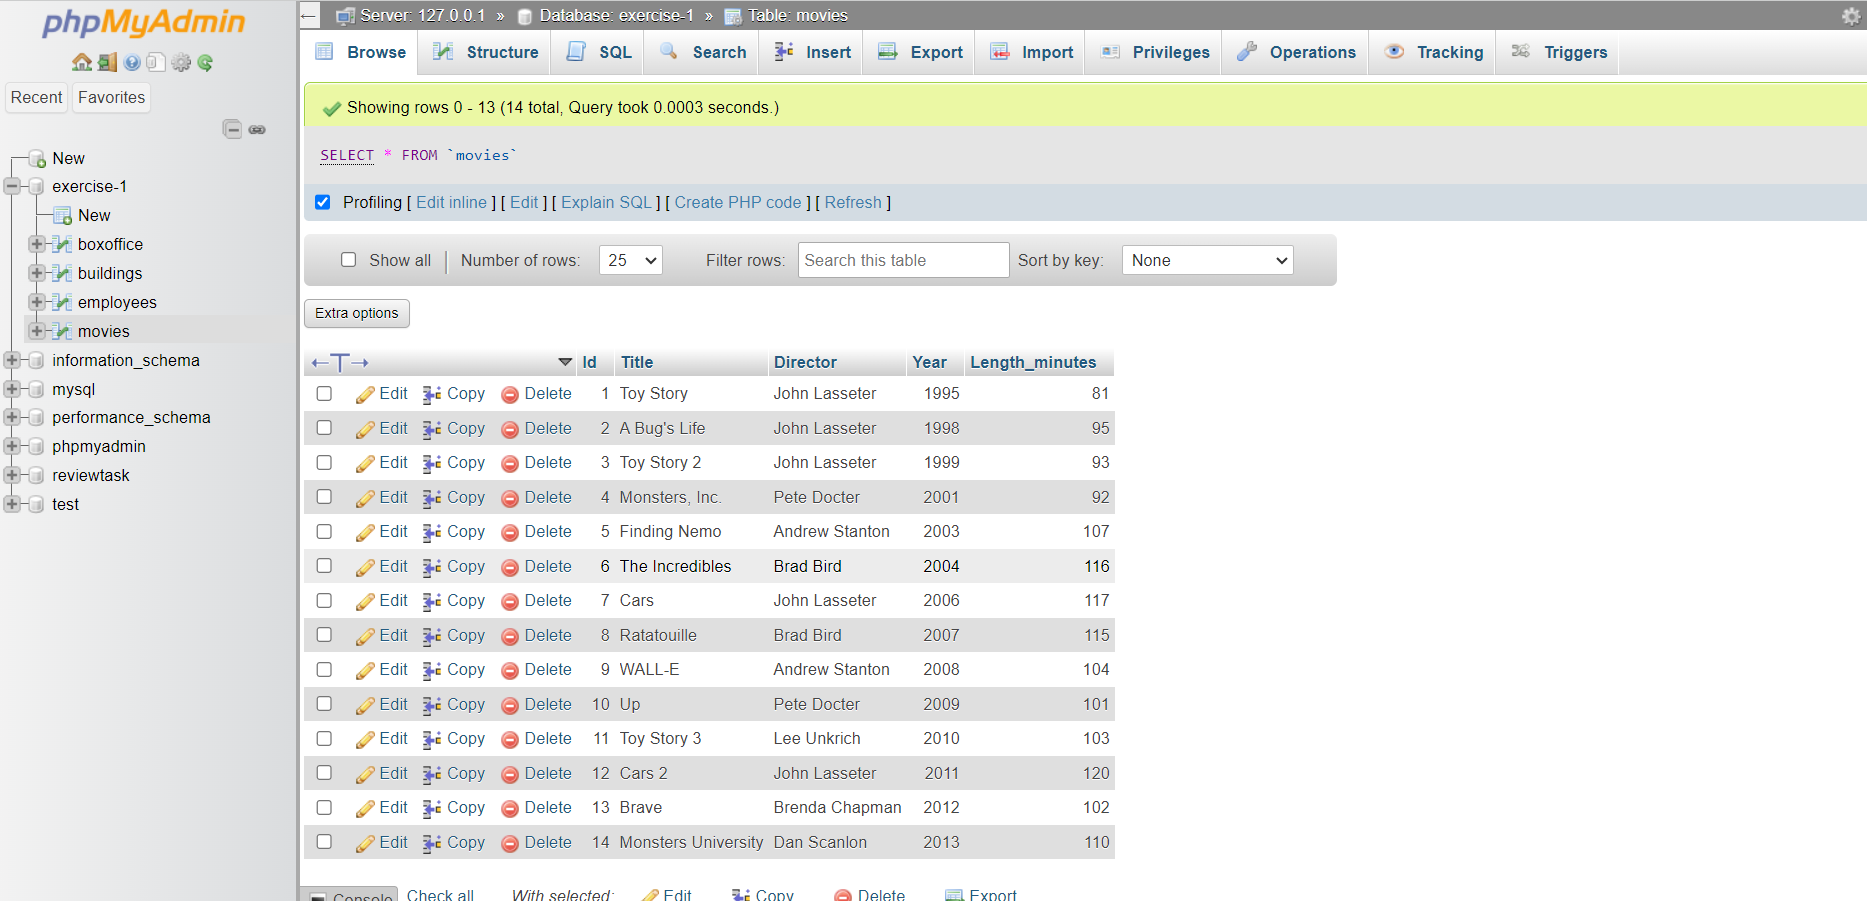 phpMyAdmin
Recent Favorites
New
exercise-1
New
boxoffice
buildings
employees
movies
information_schema
mysql
performance_schema
phpmyadmin
reviewtask
test
Server: 127.0.0.1 » Database: exercise-1 » Table: movies
Browse Structure SQL Search Insert Export Import Privileges Operations Tracking Triggers
Showing rows 0 - 13 (14 total, Query took 0.0003 seconds.)
SELECT * FROM `movies`
Profiling [ Edit inline ] [ Edit ] [ Explain SQL ] [ Create PHP code ] [ Refresh ]
Show all Number of rows: 25 Filter rows: Search this table Sort by key: None
Extra options
←T→ Id Title Director Year Length_minutes
Edit Copy Delete 1 Toy Story John Lasseter 1995 81
Edit Copy Delete 2 A Bug's Life John Lasseter 1998 95
Edit Copy Delete 3 Toy Story 2 John Lasseter 1999 93
Edit Copy Delete 4 Monsters, Inc. Pete Docter 2001 92
Edit Copy Delete 5 Finding Nemo Andrew Stanton 2003 107
Edit Copy Delete 6 The Incredibles Brad Bird 2004 116
Edit Copy Delete 7 Cars John Lasseter 2006 117
Edit Copy Delete 8 Ratatouille Brad Bird 2007 115
Edit Copy Delete 9 WALL-E Andrew Stanton 2008 104
Edit Copy Delete 10 Up Pete Docter 2009 101
Edit Copy Delete 11 Toy Story 3 Lee Unkrich 2010 103
Edit Copy Delete 12 Cars 2 John Lasseter 2011 120
Edit Copy Delete 13 Brave Brenda Chapman 2012 102
Edit Copy Delete 14 Monsters University Dan Scanlon 2013 110
Console Check all With selected: Edit Copy Delete Export